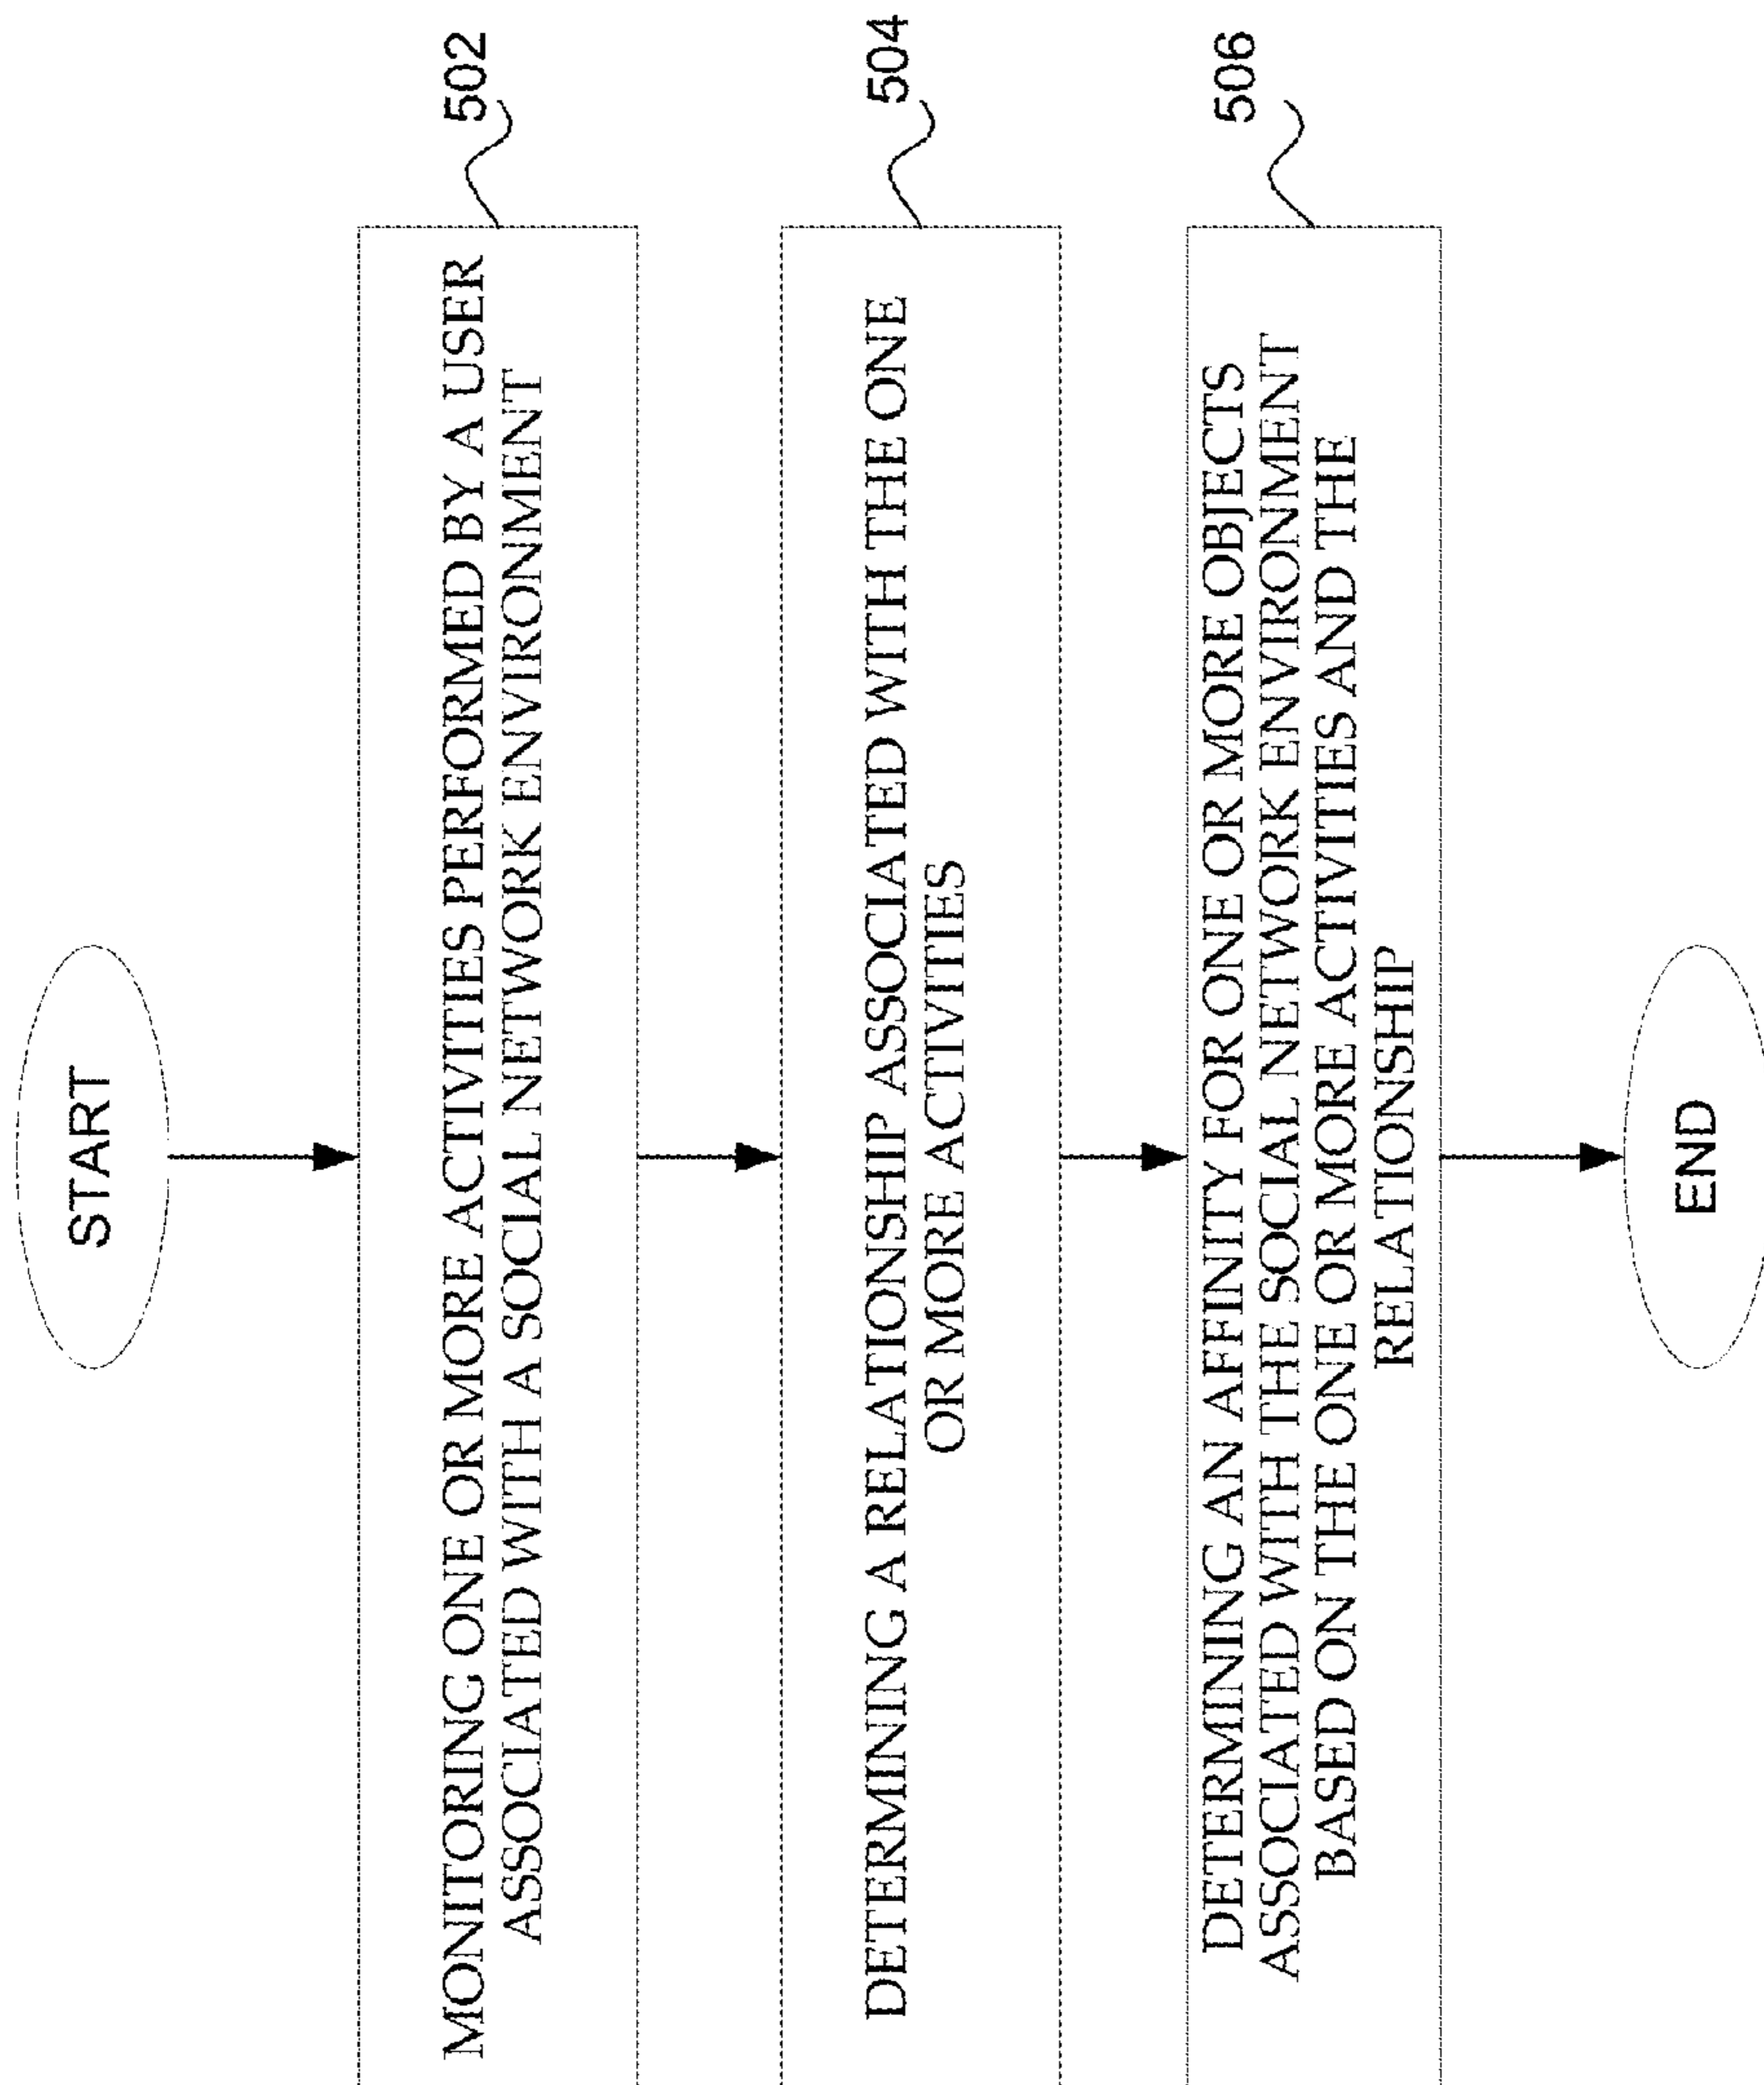 START
MONITORING ONE OR MORE ACTIVITIES PERFORMED BY A USER
ASSOCIATED WITH A SOCIAL NETWORK ENVIRONMENT
502
DETERMINING A RELATIONSHIP ASSOCIATED WITH THE ONE
OR MORE ACTIVITIES
504
DETERMINING AN AFFINITY FOR ONE OR MORE OBJECTS
ASSOCIATED WITH THE SOCIAL NETWORK ENVIRONMENT
BASED ON THE ONE OR MORE ACTIVITIES AND THE
RELATIONSHIP
506
END